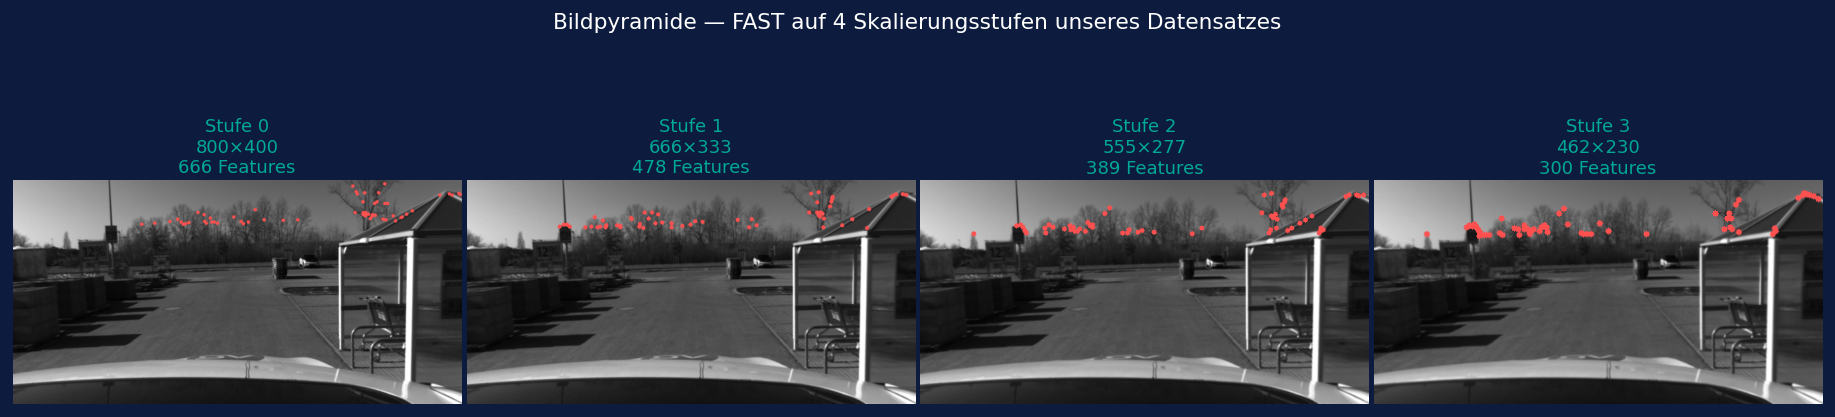 Bildpyramide — FAST auf 4 Skalierungsstufen unseres Datensatzes
Stufe 0
800×400
666 Features
Stufe 1
666×333
478 Features
Stufe 2
555×277
389 Features
Stufe 3
462×230
300 Features